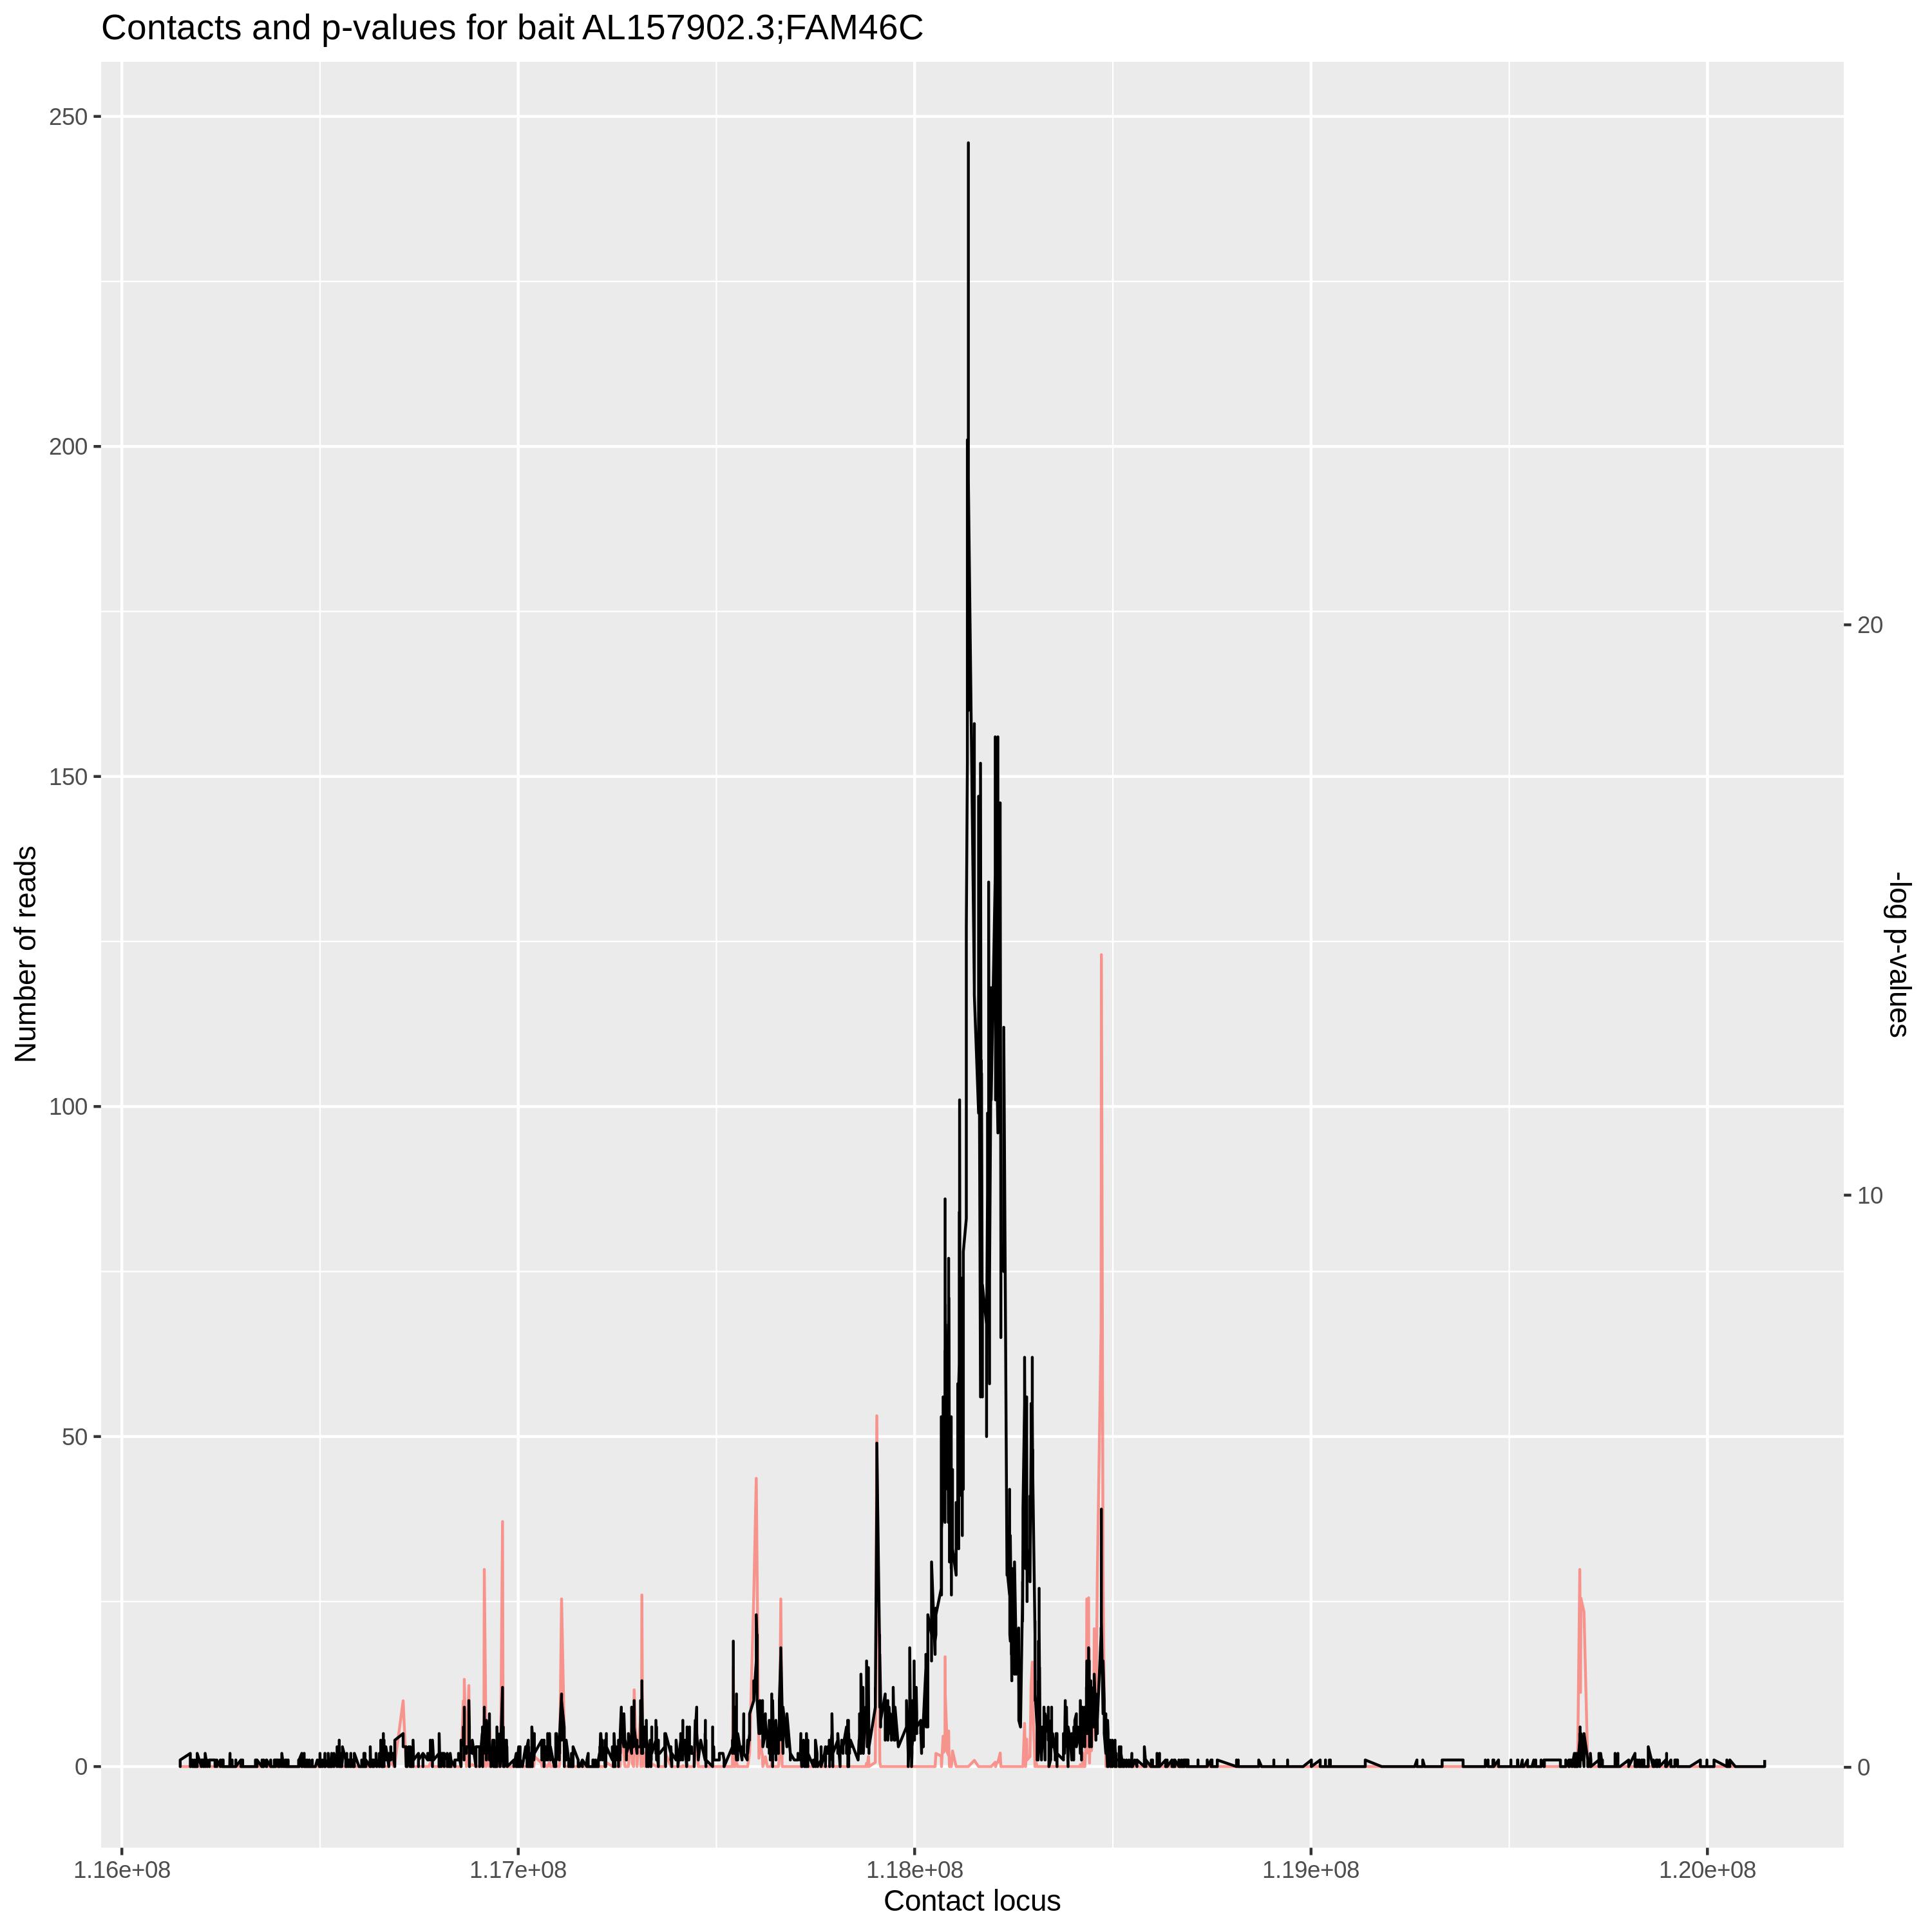 Contacts and p-values for bait AL157902.3;FAM46C
250
200
150
100
50
0
Number of reads
20
10
0
-log p-values
1.16e+08
1.17e+08
1.18e+08
1.19e+08
1.20e+08
Contact locus